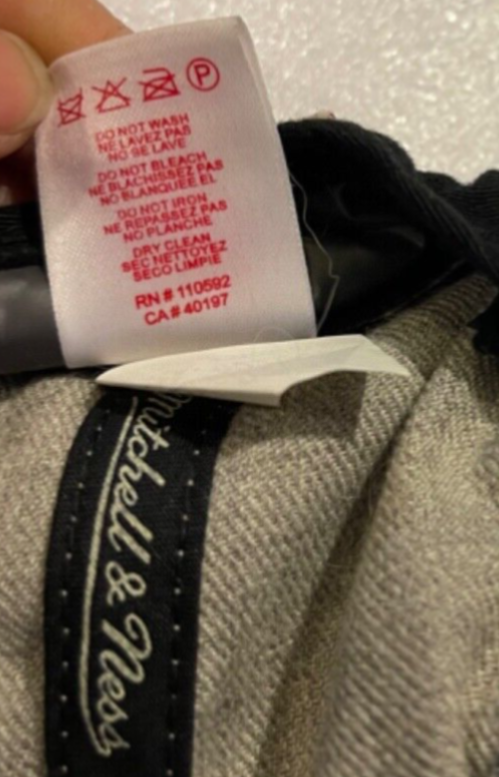 P
DO NOT WASH
NE LAVEZ PAS
NO SE LAVE
DO NOT BLEACH
NE BLACHISSEZ PAS
NO BLANQUEE EL
DO NOT IRON
NE REPASSEZ PAS
NO PLANCHE
DRY CLEAN
SEC NETTOYEZ
SECO LIMPIE
RN # 110592
CA# 40197
mitchell & Ness